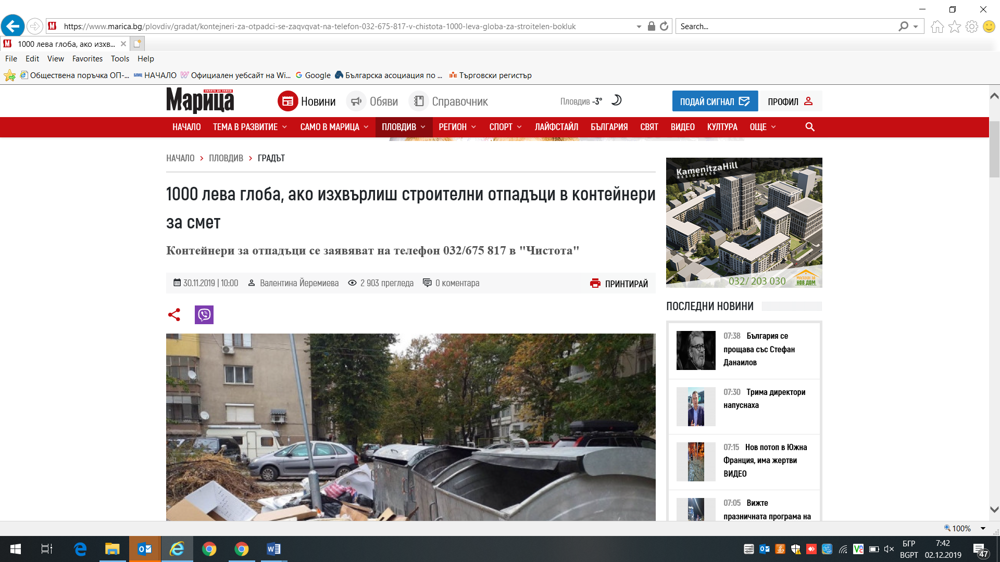 https://www.marica.bg/plovdiv/gradat/kontejneri-za-otpadci-se-zaqvqvat-na-telefon-032-675-817-v-chistota-1000-leva-globa-za-stroitelen-bokluk
Search...
1000 лева глоба, ако изхв...
File Edit View Favorites Tools Help
Обществена поръчка ОП-... НАЧАЛО Официален уебсайт на Wi... Google Българска асоциация по ... Търговски регистър
СИЛАТА ДА ЗНАЕШ
Марица
Новини Обяви Справочник
Пловдив -3°
ПОДАЙ СИГНАЛ
ПРОФИЛ
НАЧАЛО ТЕМА В РАЗВИТИЕ САМО В МАРИЦА ПЛОВДИВ РЕГИОН СПОРТ ЛАЙФСТАЙЛ БЪЛГАРИЯ СВЯТ ВИДЕО КУЛТУРА ОЩЕ
НАЧАЛО > ПЛОВДИВ > ГРАДЪТ
1000 лева глоба, ако изхвърлиш строителни отпадъци в контейнери
за смет
Контейнери за отпадъци се заявяват на телефон 032/675 817 в "Чистота"
30.11.2019 | 10:00 Валентина Йеремиева 2 903 прегледа 0 коментара
ПРИНТИРАЙ
KamenitzaHill
RESIDENCES
032/ 203 030
МАГАЗИН ЗА
НОВ ДОМ
ПОСЛЕДНИ НОВИНИ
07:38 България се
прощава със Стефан
Данаилов
07:30 Трима директори
напуснаха
07:15 Нов потоп в Южна
Франция, има жертви
ВИДЕО
07:05 Вижте
празничната програма на
100%
БГР
BGPT
7:42
02.12.2019
47